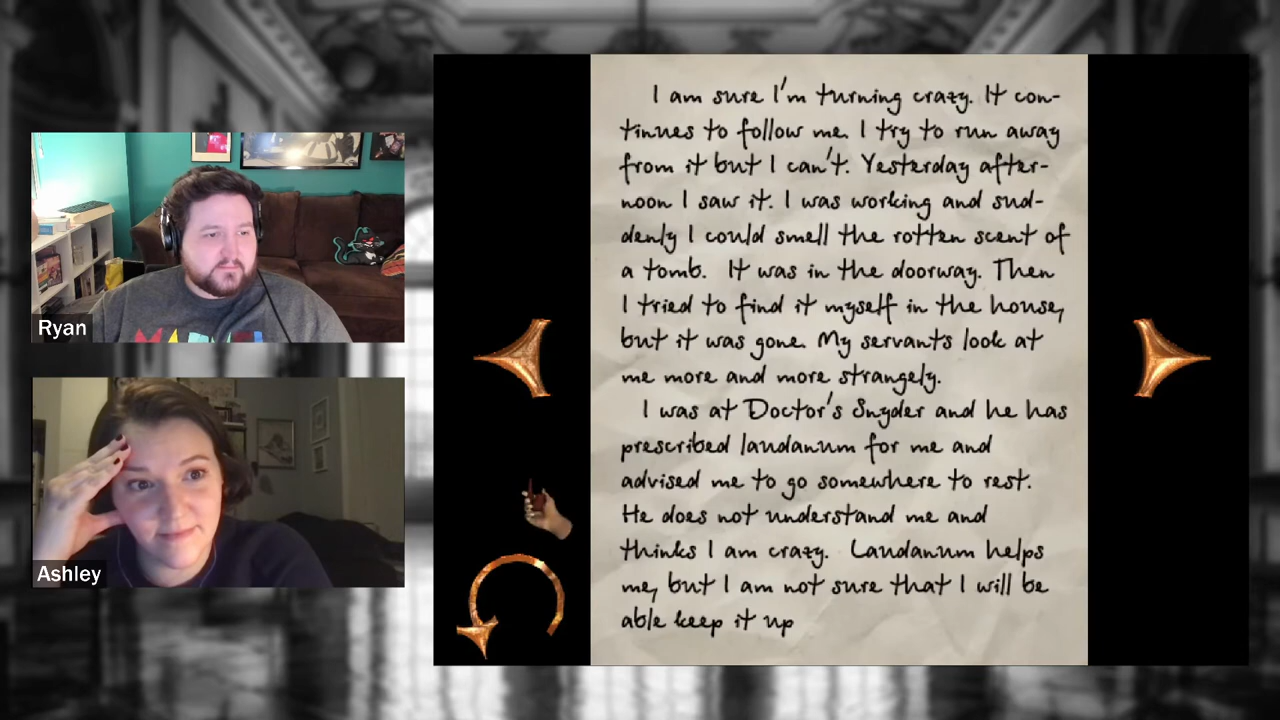 I am sure I'm turning crazy. It con-
tinues to follow me. I try to run away
from it but I can't. Yesterday after-
noon I saw it. I was working and sud-
denly I could smell the rotten scent of
a tomb. It was in the doorway. Then
I tried to find it myself in the house,
but it was gone. My servants look at
me more and more strangely.
I was at Doctor's Snyder and he has
prescribed laudanum for me and
advised me to go somewhere to rest.
He does not understand me and
thinks I am crazy. Laudanum helps
me, but I am not sure that I will be
able keep it up
Ryan
Ashley